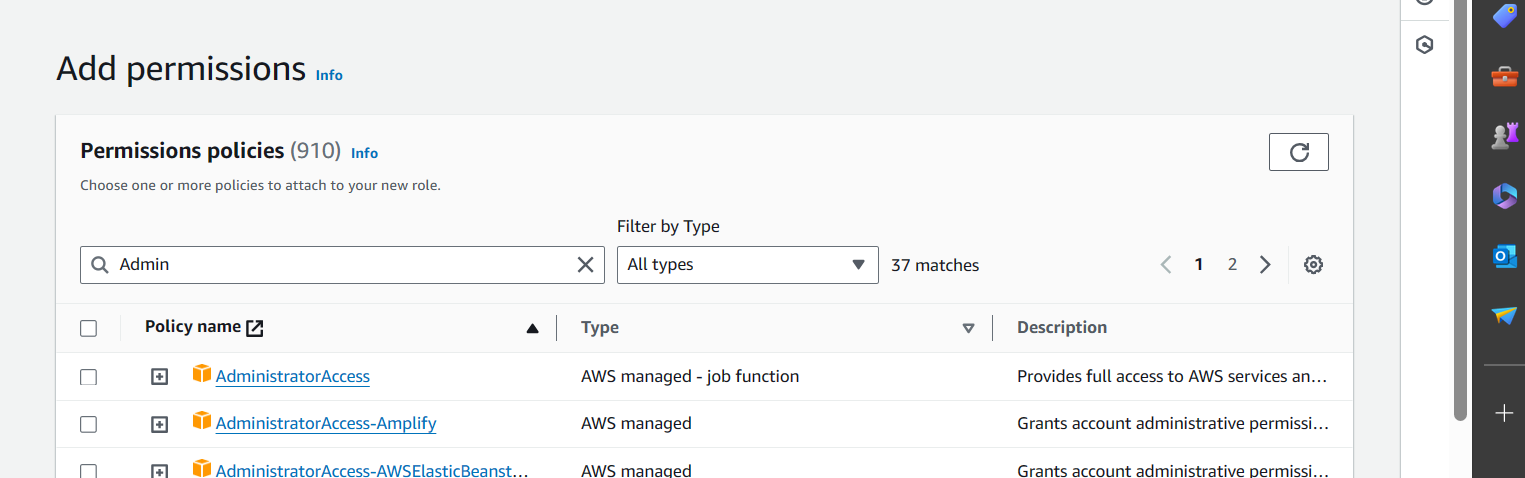 Add permissions Info
Permissions policies (910) Info
Choose one or more policies to attach to your new role.
Filter by Type
Admin
All types
37 matches
1 2
Policy name Type Description
AdministratorAccess AWS managed - job function Provides full access to AWS services an...
AdministratorAccess-Amplify AWS managed Grants account administrative permissi...
AdministratorAccess-AWSElasticBeanst... AWS managed Grants account administrative permissi...